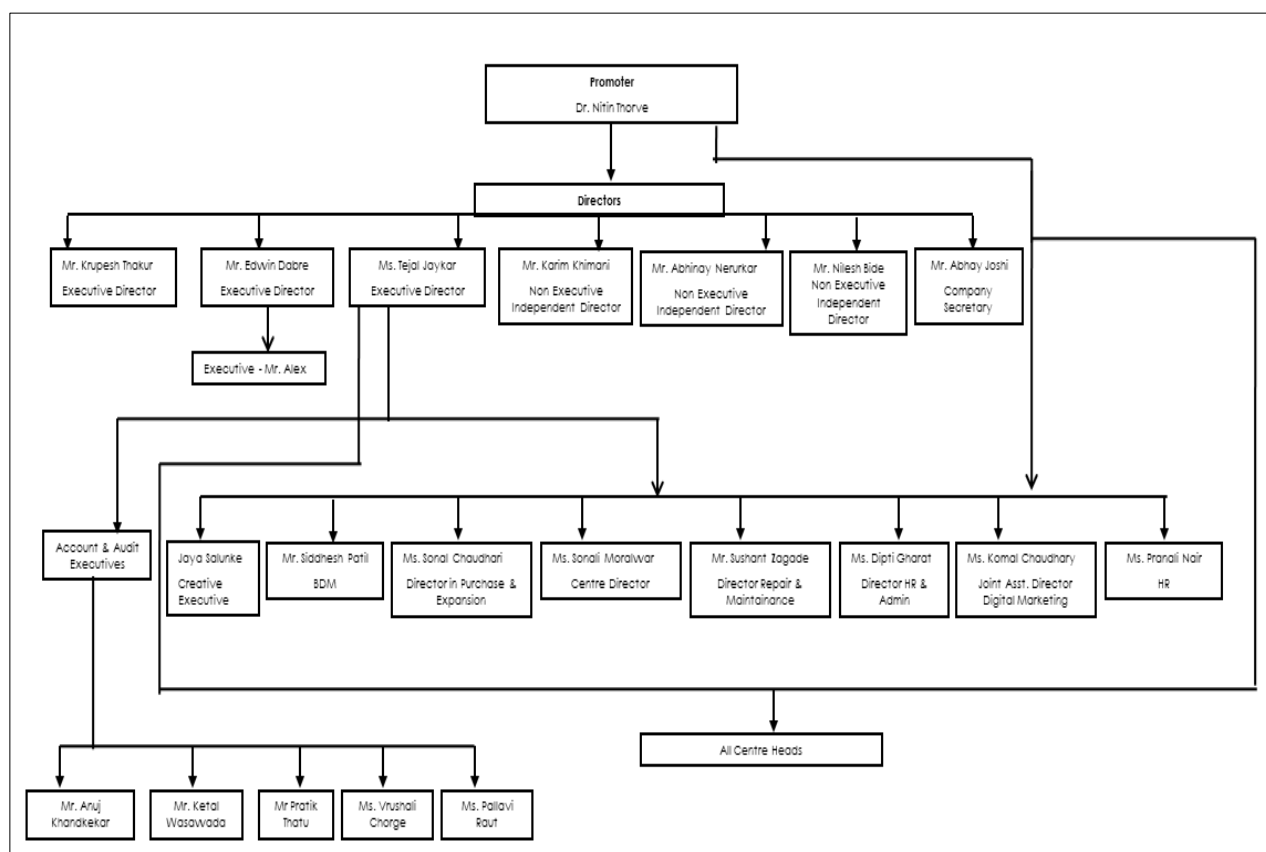 Promoter
Dr. Nitin Thorve
Directors
Mr. Krupesh Thakur
Executive Director
Mr. Edwin Dabre
Executive Director
Ms. Tejal Jaykar
Executive Director
Mr. Karim Khimani
Non Executive
Independent Director
Mr. Abhinay Nerurkar
Non Executive
Independent Director
Mr. Nilesh Bide
Non Executive
Independent
Director
Mr. Abhay Joshi
Company
Secretary
Executive - Mr. Alex
Account & Audit
Executives
Jaya Salunke
Creative
Executive
Mr. Siddhesh Patil
BDM
Ms. Sonal Chaudhari
Director in Purchase &
Expansion
Ms. Sonali Moralwar
Centre Director
Mr. Sushant Zagade
Director Repair &
Maintainance
Ms. Dipti Gharat
Director HR &
Admin
Ms. Komal Chaudhary
Joint Asst. Director
Digital Marketing
Ms. Pranali Nair
HR
All Centre Heads
Mr. Anuj
Khandkekar
Mr. Ketal
Wasavvada
Mr Pratik
Thatu
Ms. Vrushali
Chorge
Ms. Pallavi
Raut